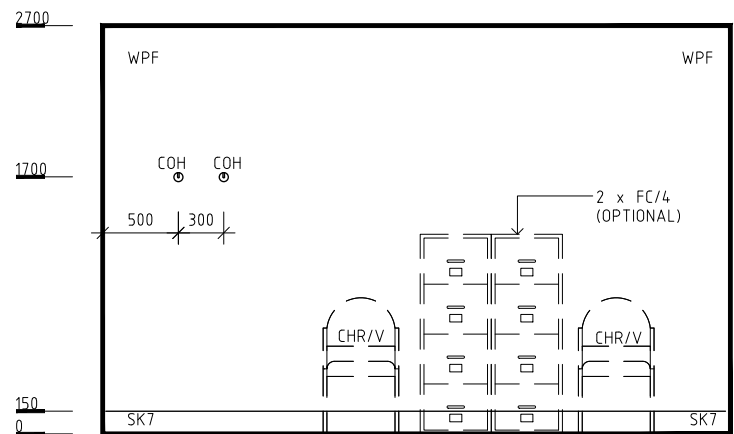 2700
WPF WPF
COH COH
1700
500 300
2 x FC/4
(OPTIONAL)
CHR/V CHR/V
150
SK7 SK7
0